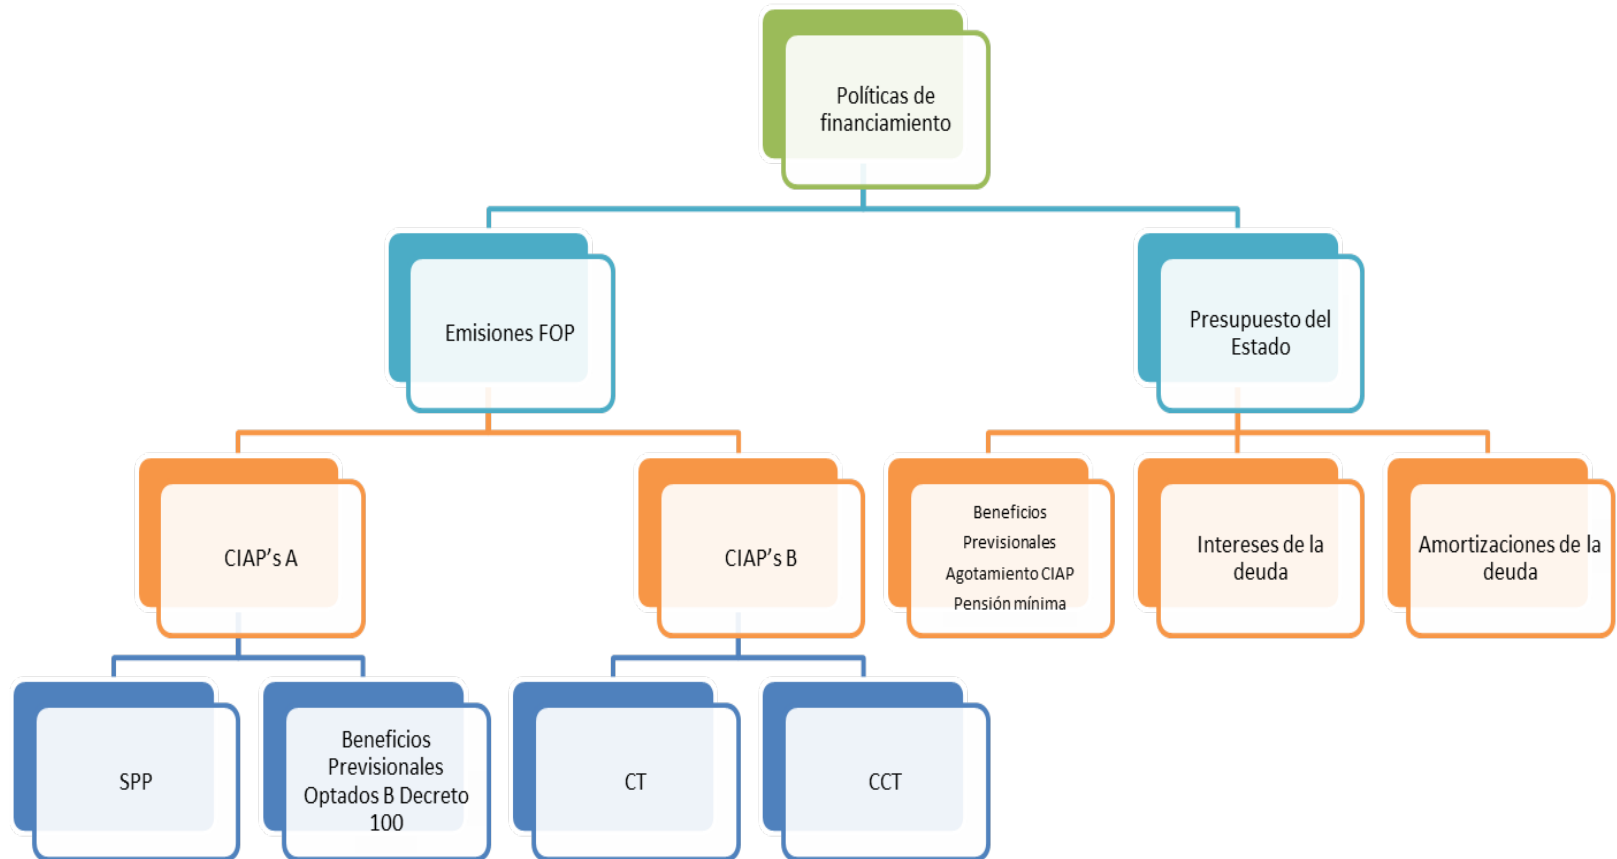 Políticas de
financiamiento
Emisiones FOP
Presupuesto del
Estado
CIAP's A
CIAP's B
Beneficios
Previsionales
Agotamiento CIAP
Pensión mínima
Intereses de la
deuda
Amortizaciones de la
deuda
SPP
Beneficios
Previsionales
Optados B Decreto
100
CT
CCT